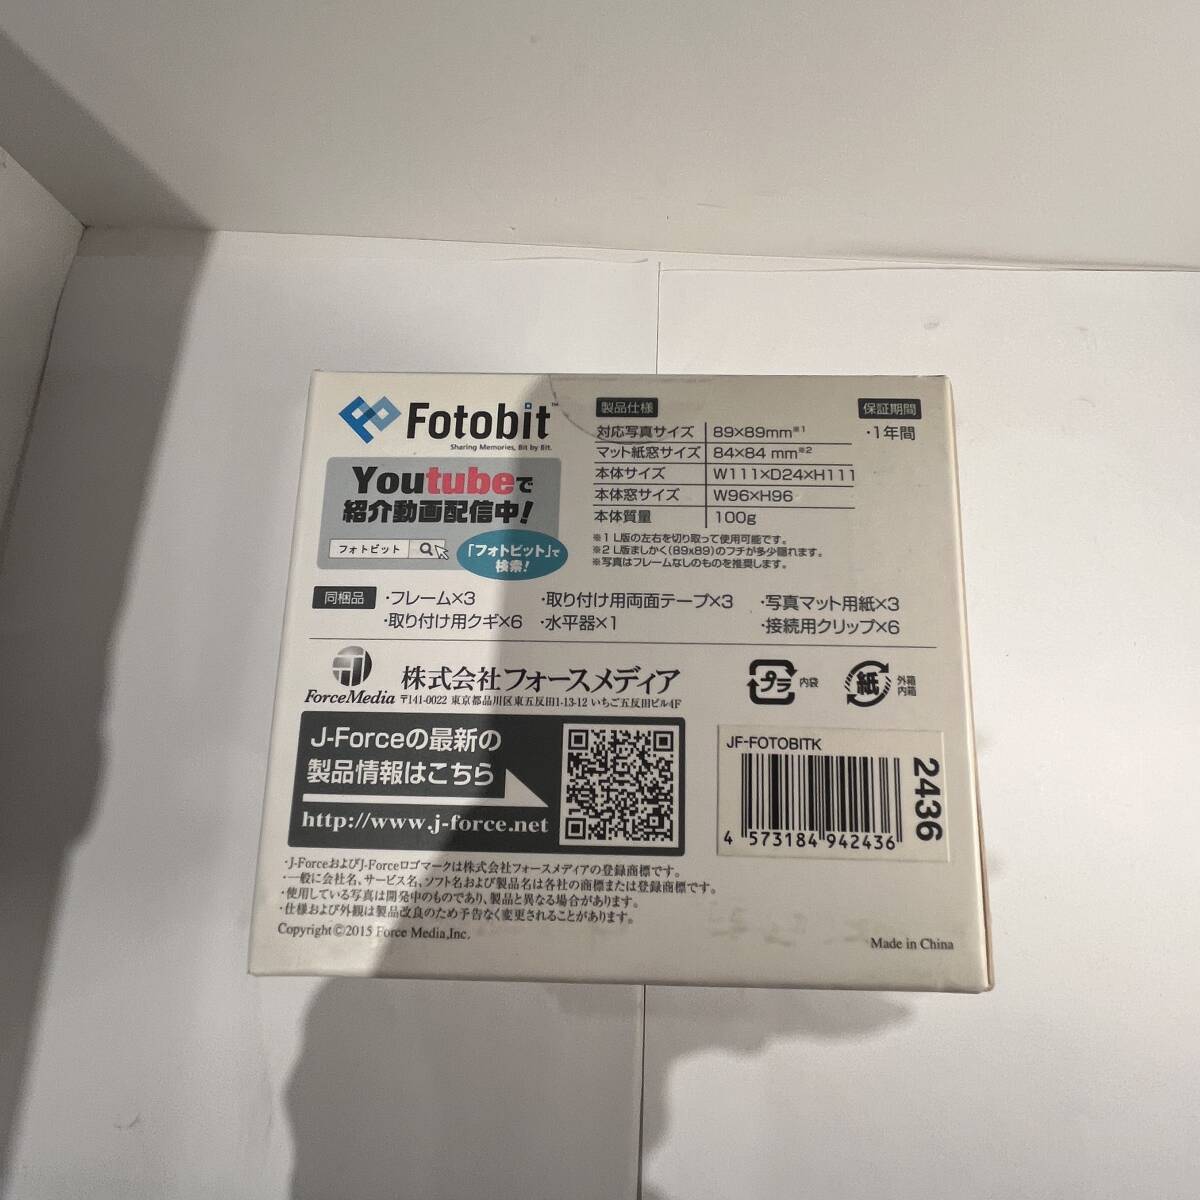 Fotobit™
Sharing Memories, Bit by Bit.
Youtubeで
紹介動画配信中!
フォトビット
「フォトビット」で
検索!
製品仕様
対応写真サイズ 89×89mm※1
マット紙窓サイズ 84×84 mm※2
本体サイズ W111×D24×H111
本体窓サイズ W96×H96
本体質量 100g
※1 L版の左右を切り取って使用可能です。
※2 L版ましかく(89x89)のフチが多少隠れます。
※写真はフレームなしのものを推奨します。
保証期間
・1年間
同梱品
・フレーム×3 ・取り付け用両面テープ×3 ・写真マット用紙×3
・取り付け用クギ×6 ・水平器×1 ・接続用クリップ×6
ForceMedia
株式会社フォースメディア
〒141-0022 東京都品川区東五反田1-13-12 いちご五反田ビル4F
プラ 内袋
紙 外箱
内箱
J-Forceの最新の
製品情報はこちら
http://www.j-force.net
JF-FOTOBITK
2436
4 573184 942436
・J-ForceおよびJ-Forceロゴマークは株式会社フォースメディアの登録商標です。
・一般に会社名、サービス名、ソフト名および製品名は各社の商標または登録商標です。
・使用している写真は開発中のものであり、製品と異なる場合があります。
・仕様および外観は製品改良のため予告なく変更されることがあります。
Copyright©2015 Force Media,Inc.
Made in China